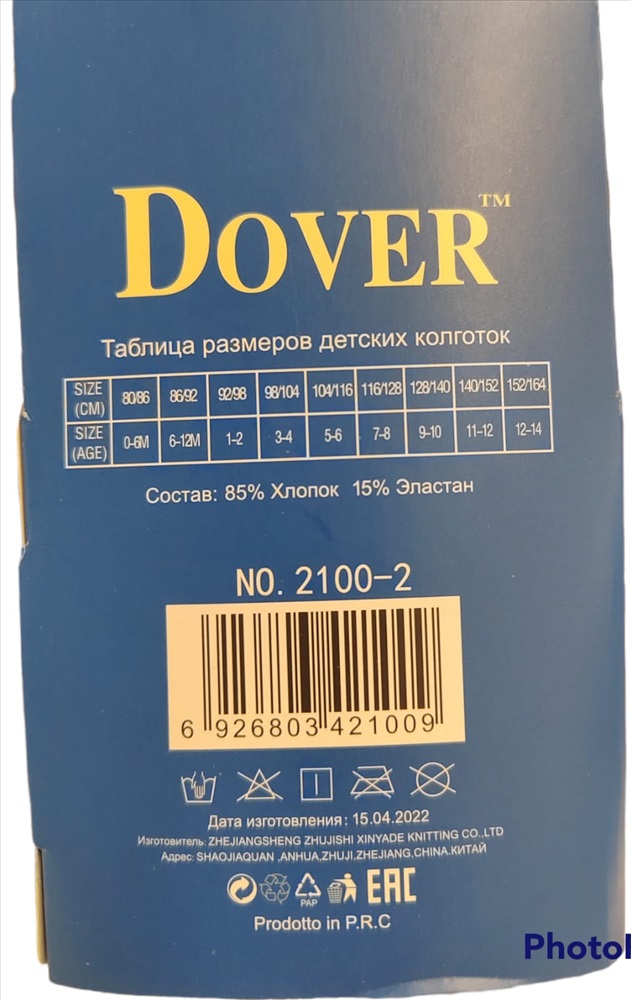 DOVER™
Таблица размеров детских колготок
SIZE (CM) 80/86 86/92 92/98 98/104 104/116 116/128 128/140 140/152 152/164
SIZE (AGE) 0-6M 6-12M 1-2 3-4 5-6 7-8 9-10 11-12 12-14
Состав: 85% Хлопок 15% Эластан
NO. 2100-2
6 926803 421009
Дата изготовления: 15.04.2022
Изготовитель: ZHEJIANGSHENG ZHUJISHI XINYADE KNITTING CO.,LTD
Адрес: SHAOJIAQUAN ,ANHUA,ZHUJI,ZHEJIANG,CHINA.КИТАЙ
PAP EAC
Prodotto in P.R.C